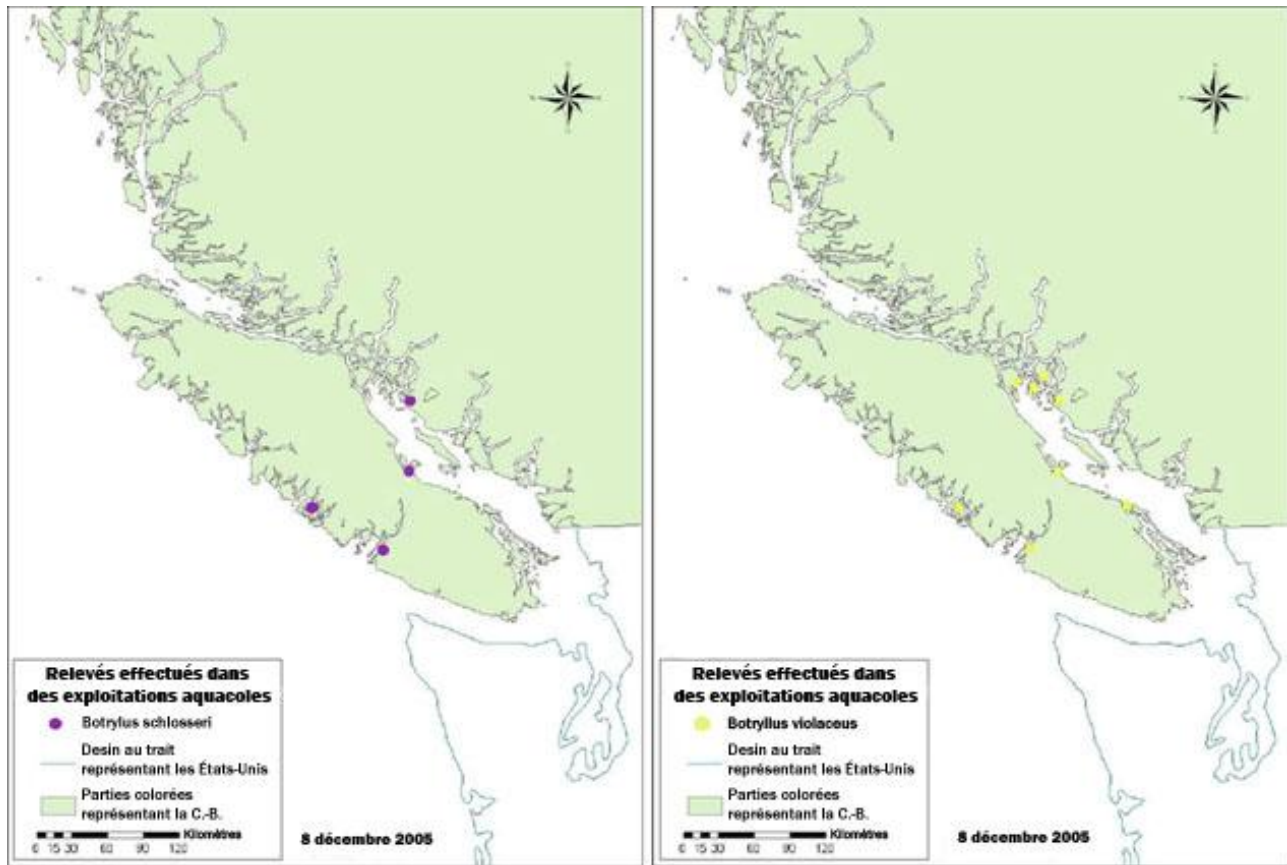 Relevés effectués dans
des exploitations aquacoles
Botrylus schlosseri
Desin au trait
représentant les États-Unis
Parties colorées
représentant la C.-B.
Kilomètres
0 15 30 60 90 120
8 décembre 2005
Relevés effectués dans
des exploitations aquacoles
Botryllus violaceus
Desin au trait
représentant les États-Unis
Parties colorées
représentant la C.-B.
Kilomètres
0 15 30 60 90 120
8 décembre 2005